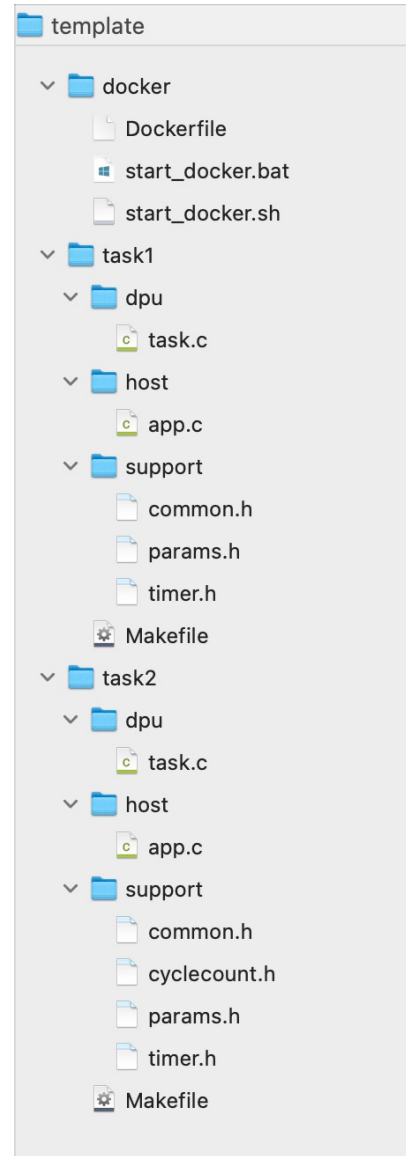 template
docker
Dockerfile
start_docker.bat
start_docker.sh
task1
dpu
c task.c
host
c app.c
support
common.h
params.h
timer.h
Makefile
task2
dpu
c task.c
host
c app.c
support
common.h
cyclecount.h
params.h
timer.h
Makefile